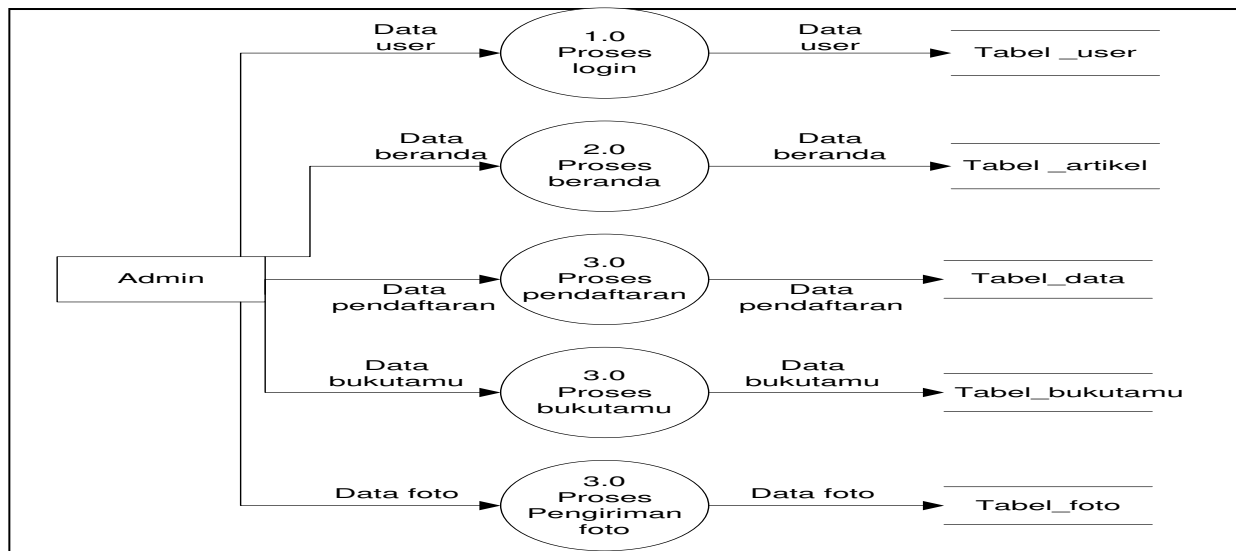 Data
user
1.0
Proses
login
Data
user
Tabel _user
Data
beranda
2.0
Proses
beranda
Data
beranda
Tabel _artikel
Admin
Data
pendaftaran
3.0
Proses
pendaftaran
Data
pendaftaran
Tabel_data
Data
bukutamu
3.0
Proses
bukutamu
Data
bukutamu
Tabel_bukutamu
Data foto
3.0
Proses
Pengiriman
foto
Data foto
Tabel_foto